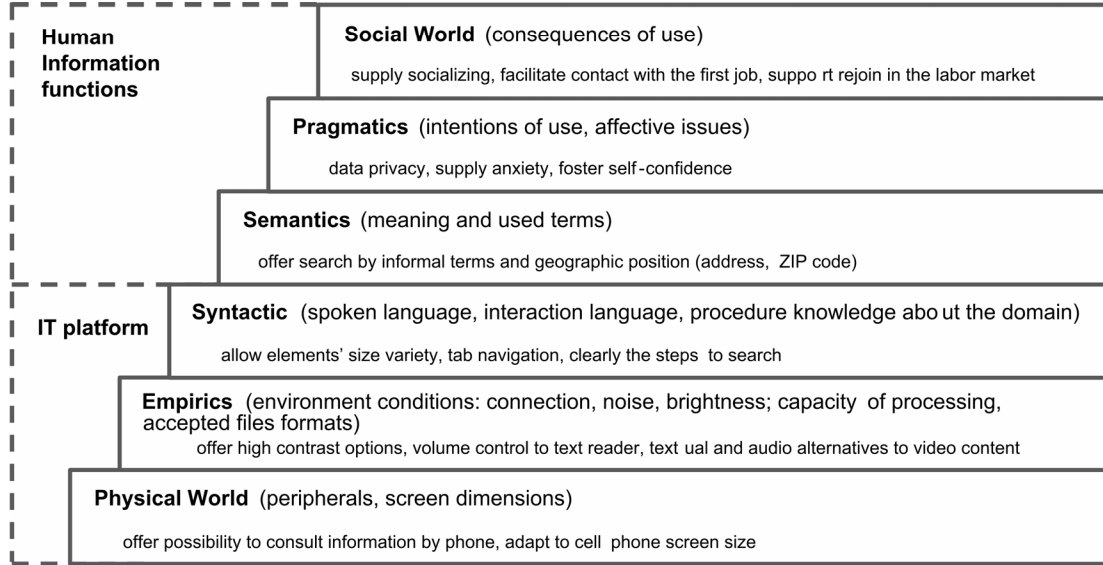 Human
Information
functions
Social World (consequences of use)
supply socializing, facilitate contact with the first job, suppo rt rejoin in the labor market
Pragmatics (intentions of use, affective issues)
data privacy, supply anxiety, foster self-confidence
Semantics (meaning and used terms)
offer search by informal terms and geographic position (address, ZIP code)
IT platform
Syntactic (spoken language, interaction language, procedure knowledge abo ut the domain)
allow elements’ size variety, tab navigation, clearly the steps to search
Empirics (environment conditions: connection, noise, brightness; capacity of processing,
accepted files formats)
offer high contrast options, volume control to text reader, text ual and audio alternatives to video content
Physical World (peripherals, screen dimensions)
offer possibility to consult information by phone, adapt to cell phone screen size